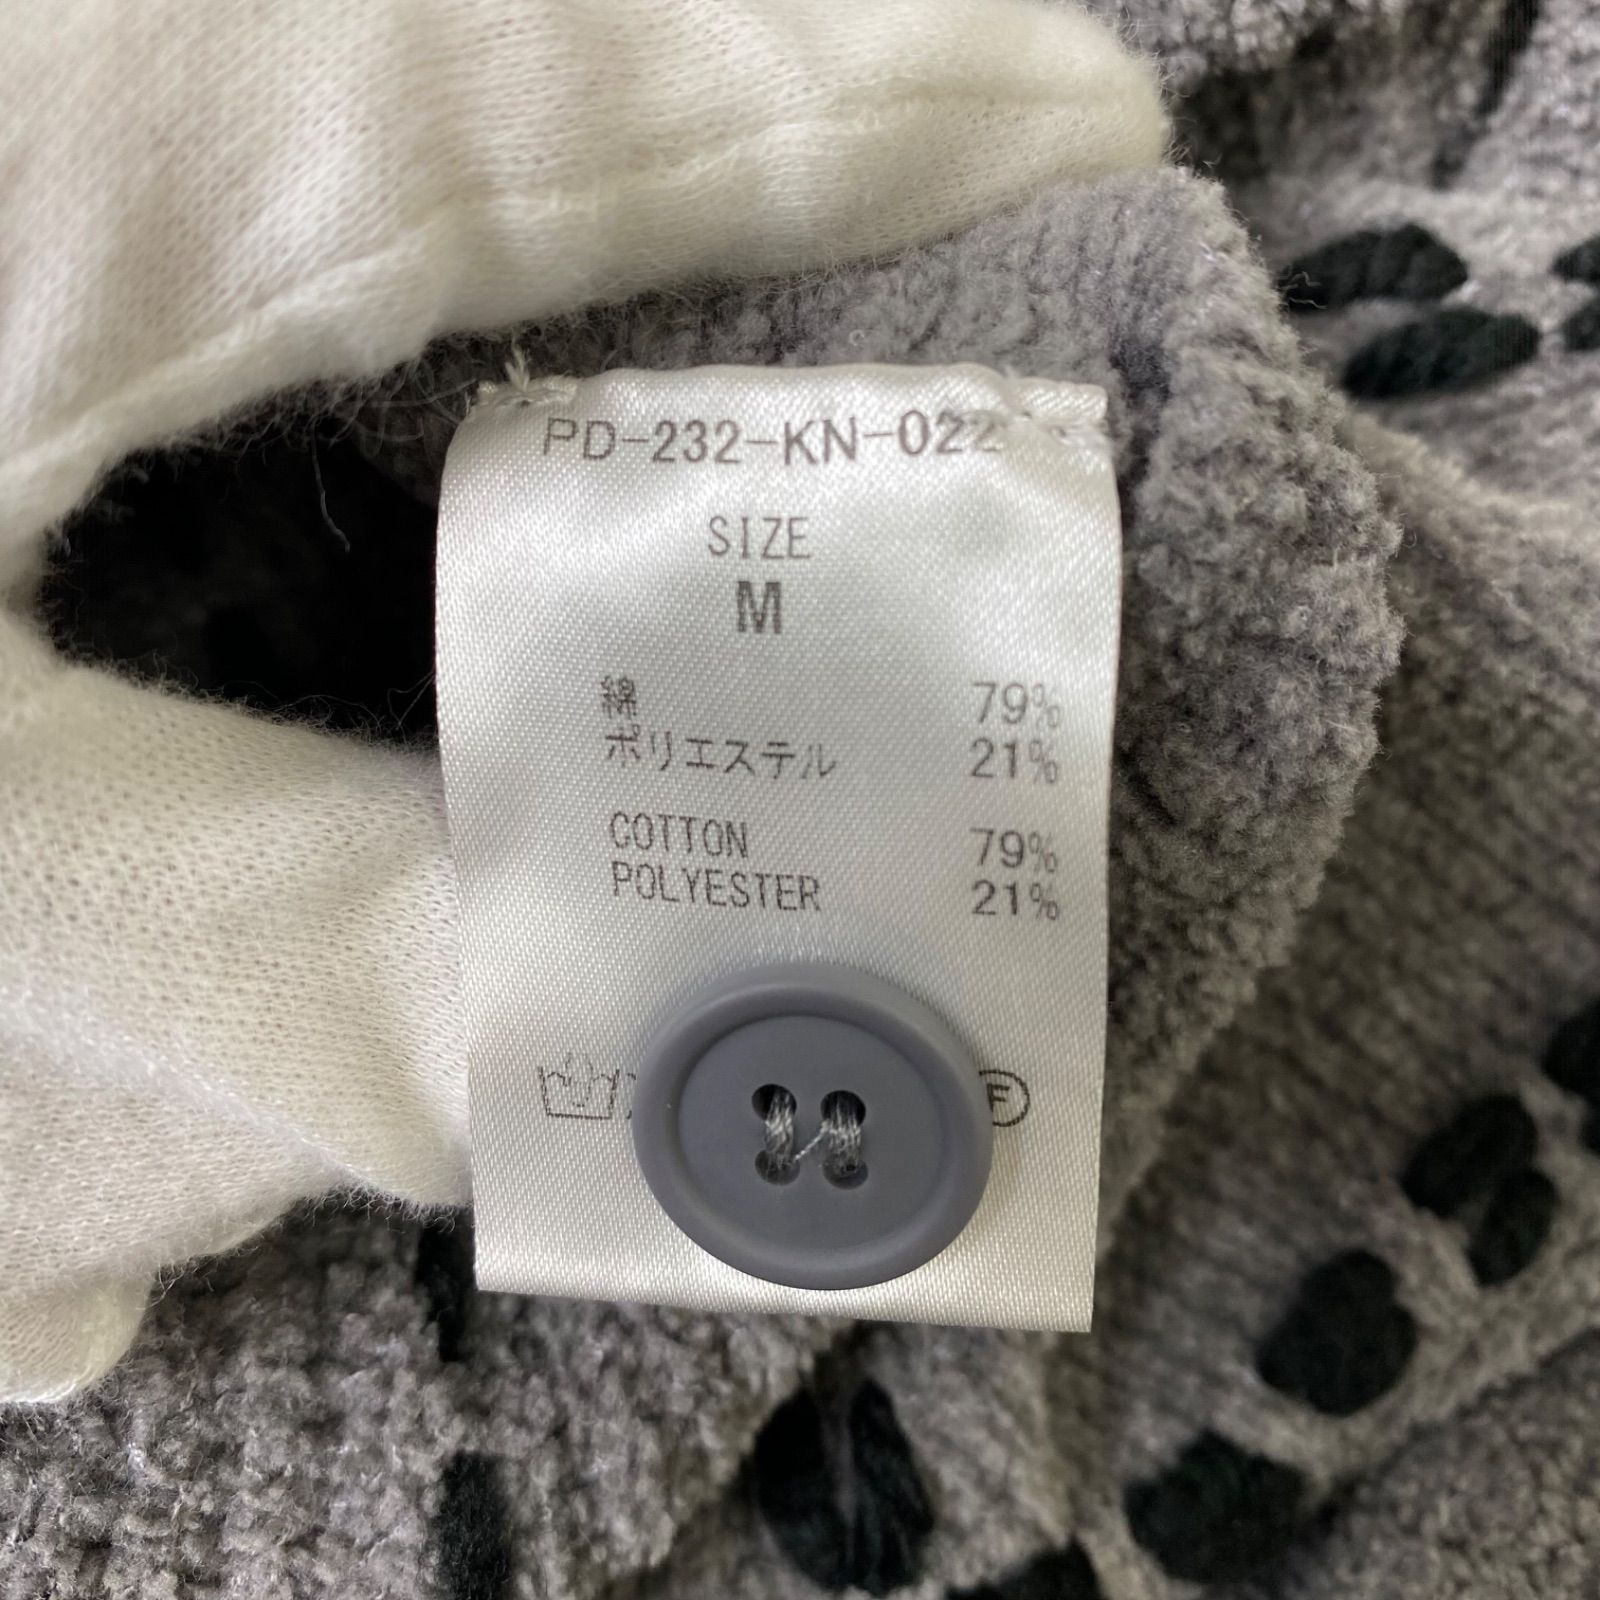 PD-232-KN-022
SIZE
M
綿 79%
ポリエステル 21%
COTTON 79%
POLYESTER 21%
F